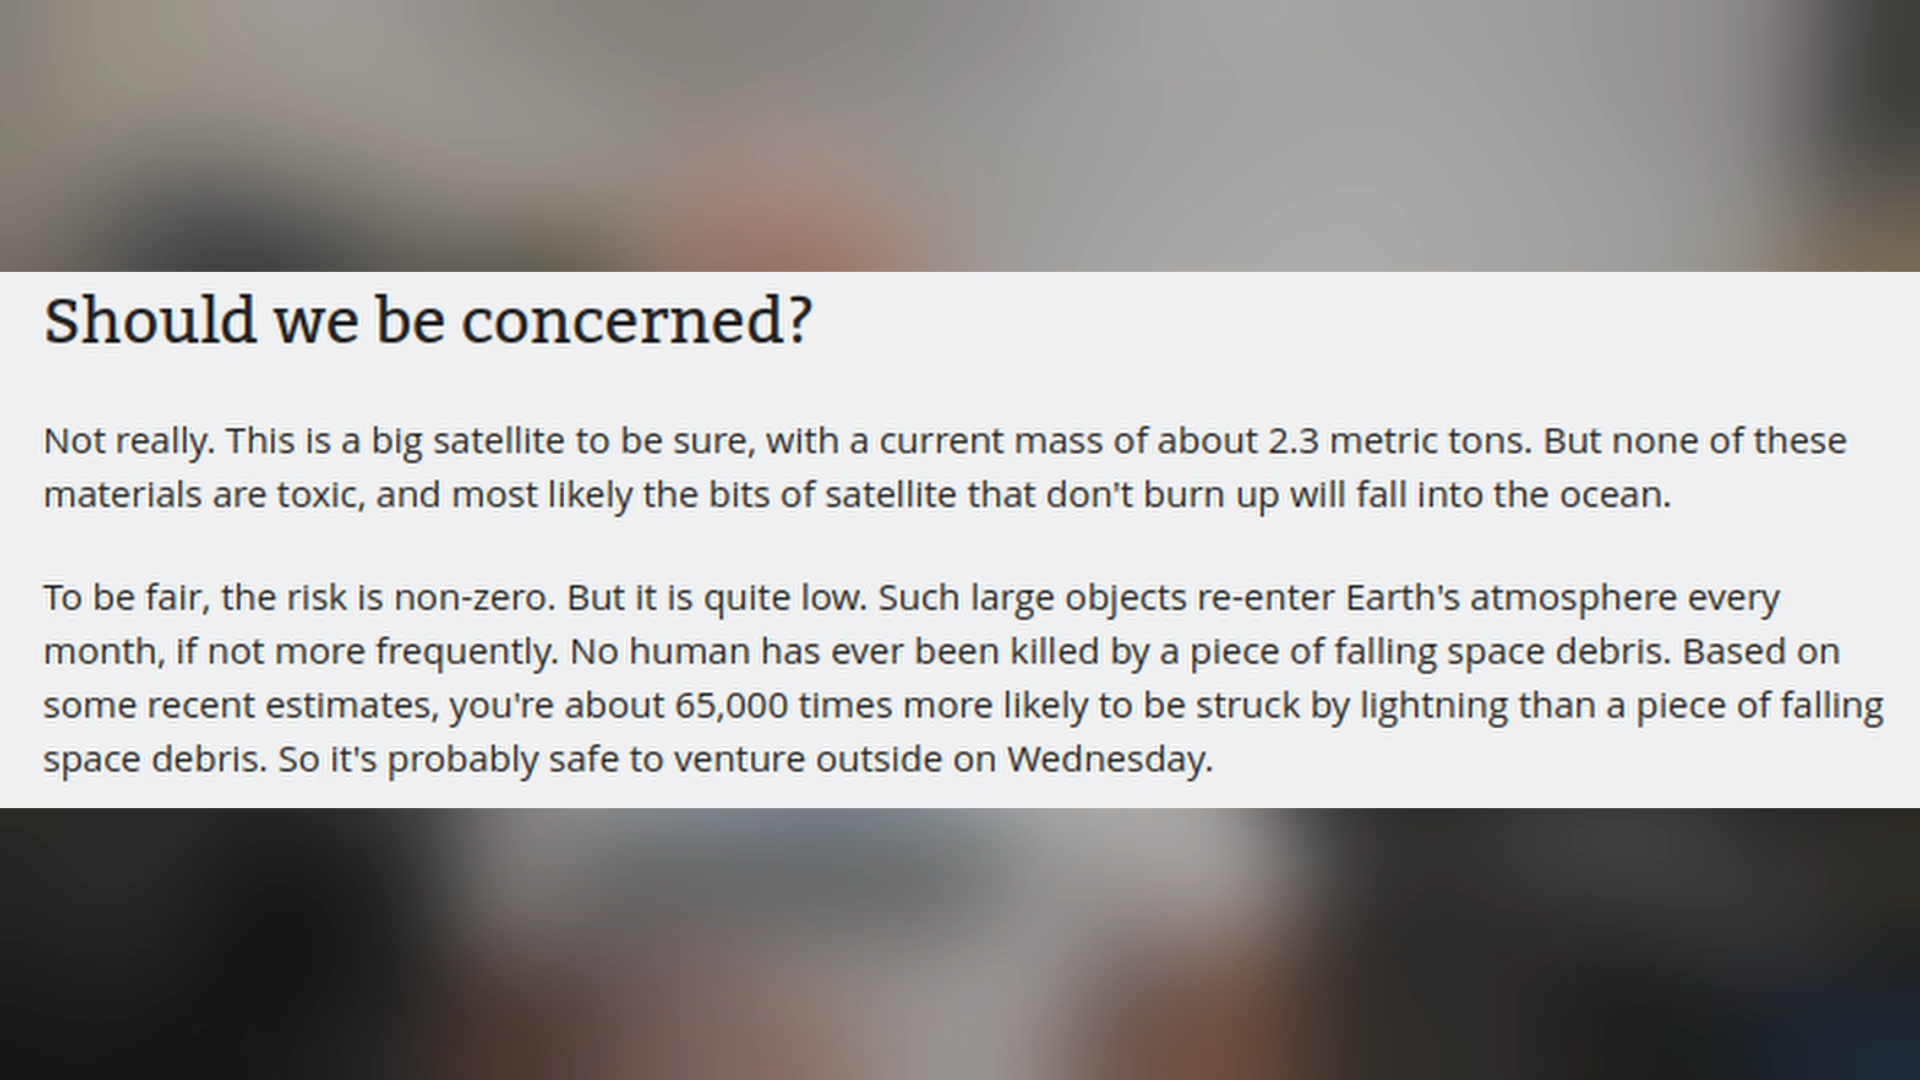 Should we be concerned?
Not really. This is a big satellite to be sure, with a current mass of about 2.3 metric tons. But none of these
materials are toxic, and most likely the bits of satellite that don't burn up will fall into the ocean.
To be fair, the risk is non-zero. But it is quite low. Such large objects re-enter Earth's atmosphere every
month, if not more frequently. No human has ever been killed by a piece of falling space debris. Based on
some recent estimates, you're about 65,000 times more likely to be struck by lightning than a piece of falling
space debris. So it's probably safe to venture outside on Wednesday.